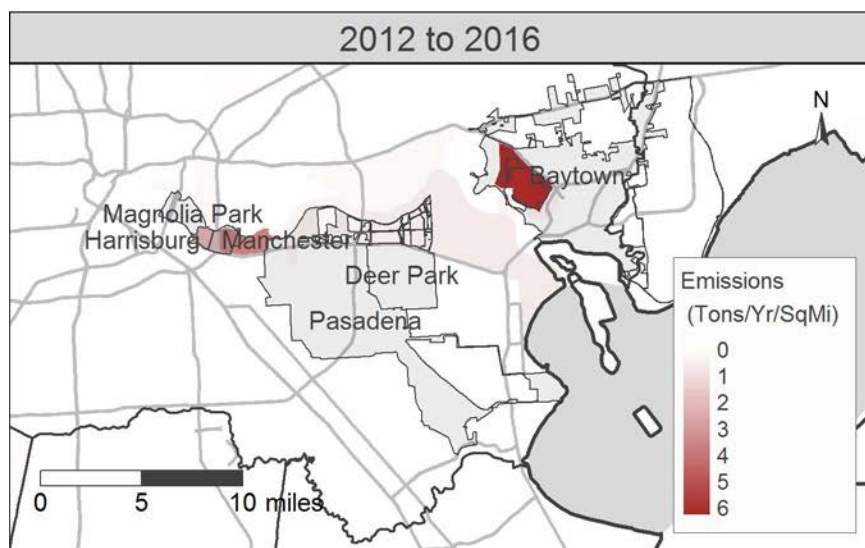 2012 to 2016
N
Baytown
Magnolia Park
Harrisburg / Manchester
Deer Park
Pasadena
Emissions
(Tons/Yr/SqMi)
0
1
2
3
4
5
6
0 5 10 miles